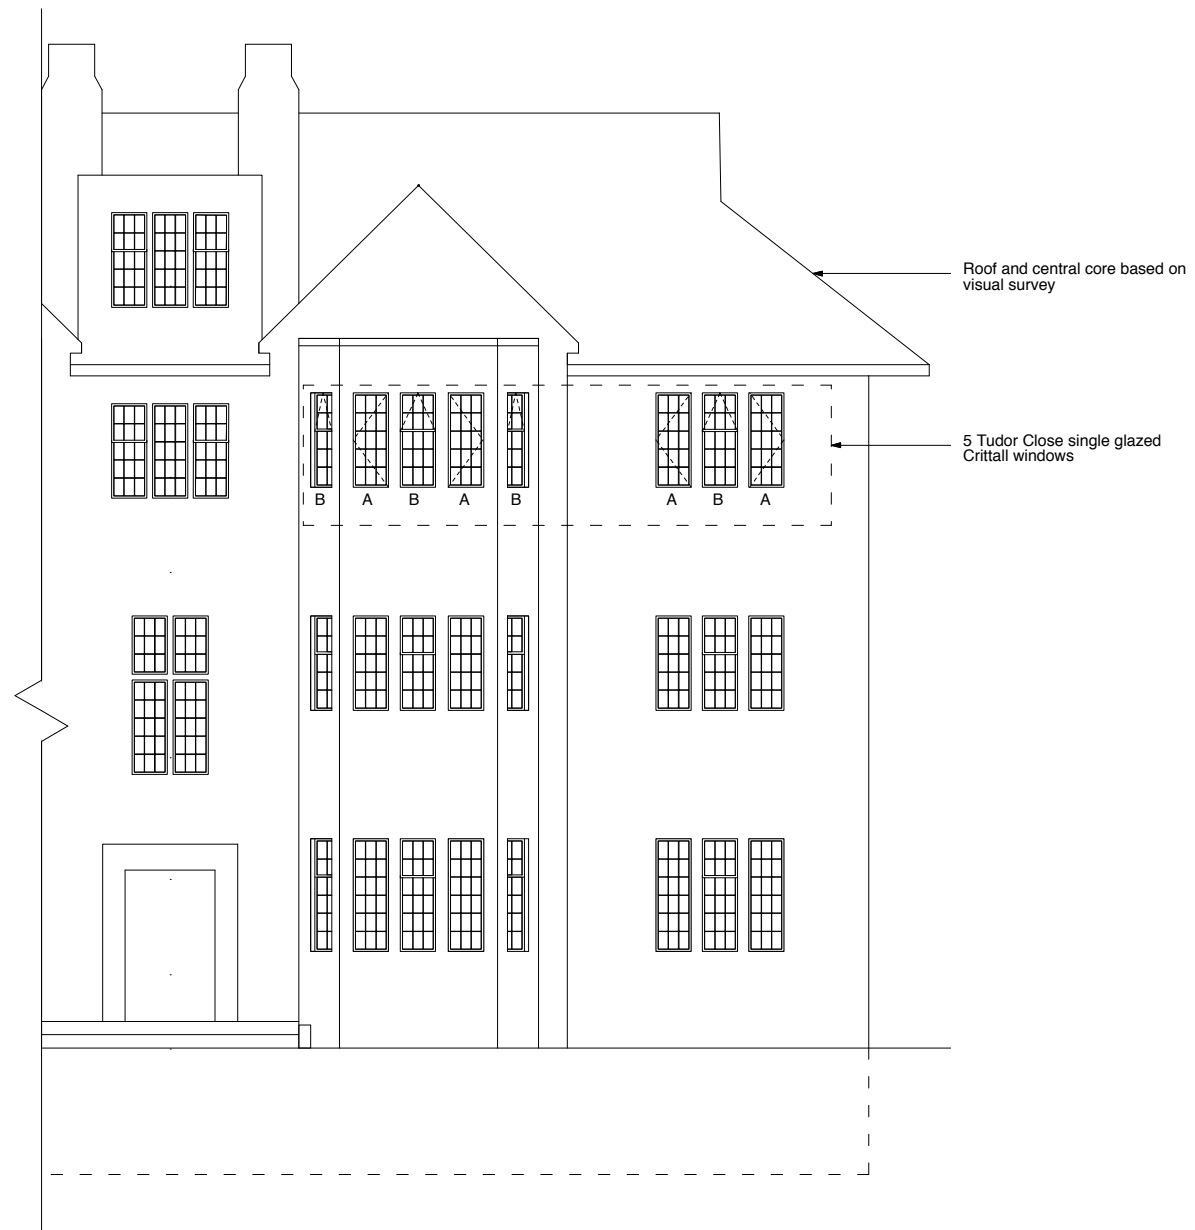 Roof and central core based on
visual survey
5 Tudor Close single glazed
Crittall windows
B A B A B A B A